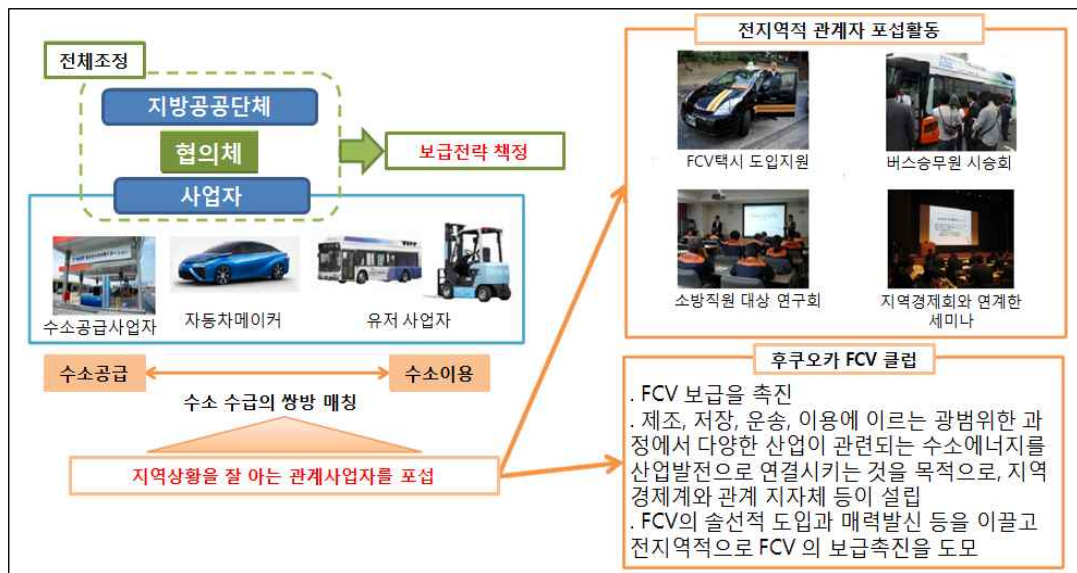 전체조정
지방공공단체
협의체
사업자
보급전략 책정
수소공급사업자
자동차메이커
유저 사업자
수소공급
수소이용
수소 수급의 쌍방 매칭
지역상황을 잘 아는 관계사업자를 포섭
전지역적 관계자 포섭활동
FCV택시 도입지원
버스승무원 시승회
소방직원 대상 연구회
지역경제회와 연계한
세미나
후쿠오카 FCV 클럽
. FCV 보급을 촉진
. 제조, 저장, 운송, 이용에 이르는 광범위한 과
정에서 다양한 산업이 관련되는 수소에너지를
산업발전으로 연결시키는 것을 목적으로, 지역
경제계와 관계 지자체 등이 설립
. FCV의 솔선적 도입과 매력발신 등을 이끌고
전지역적으로 FCV 의 보급촉진을 도모